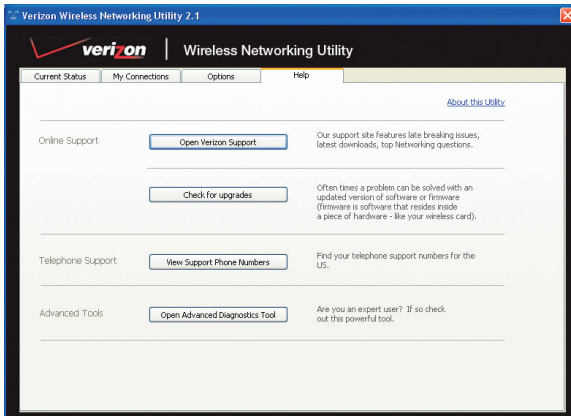 Verizon Wireless Networking Utility 2.1
verizon
Wireless Networking Utility
Current Status
My Connections
Options
Help
About this Utility
Online Support
Open Verizon Support
Our support site features late breaking issues,
latest downloads, top Networking questions.
Check for upgrades
Often times a problem can be solved with an
updated version of software or firmware
(firmware is software that resides inside
a piece of hardware - like your wireless card).
Telephone Support
View Support Phone Numbers
Find your telephone support numbers for the
US.
Advanced Tools
Open Advanced Diagnostics Tool
Are you an expert user? If so check
out this powerful tool.